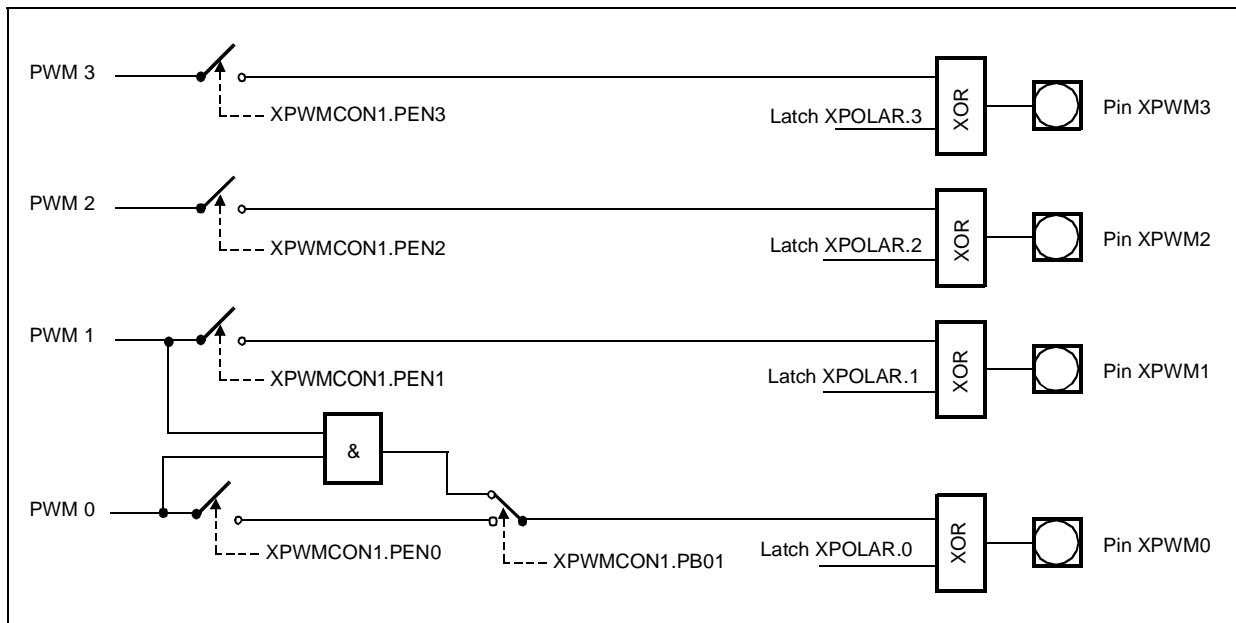 PWM 3
XPWMCON1.PEN3
Latch XPOLAR.3
XOR
Pin XPWM3
PWM 2
XPWMCON1.PEN2
Latch XPOLAR.2
XOR
Pin XPWM2
PWM 1
XPWMCON1.PEN1
Latch XPOLAR.1
XOR
Pin XPWM1
&
PWM 0
XPWMCON1.PEN0
XPWMCON1.PB01
Latch XPOLAR.0
XOR
Pin XPWM0